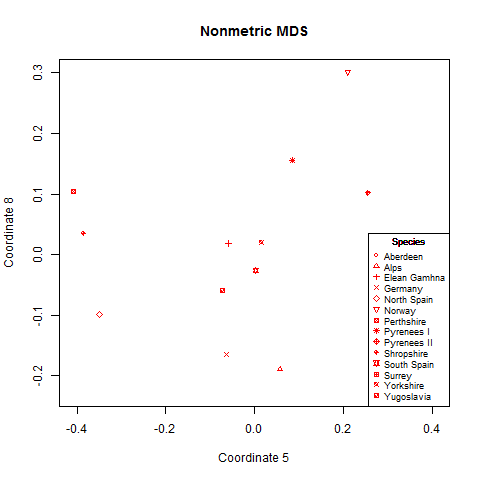 Nonmetric MDS
Coordinate 8
0.3
0.2
0.1
0.0
-0.1
-0.2
Species
Aberdeen
Alps
Elean Gamhna
Germany
North Spain
Norway
Perthshire
Pyrenees I
Pyrenees II
Shropshire
South Spain
Surrey
Yorkshire
Yugoslavia
-0.4 -0.2 0.0 0.2 0.4
Coordinate 5